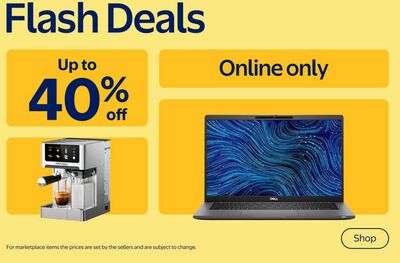 Flash Deals
Up to
40%
off
Online only
DELL
Shop
For marketplace items the prices are set by the sellers and are subject to change.